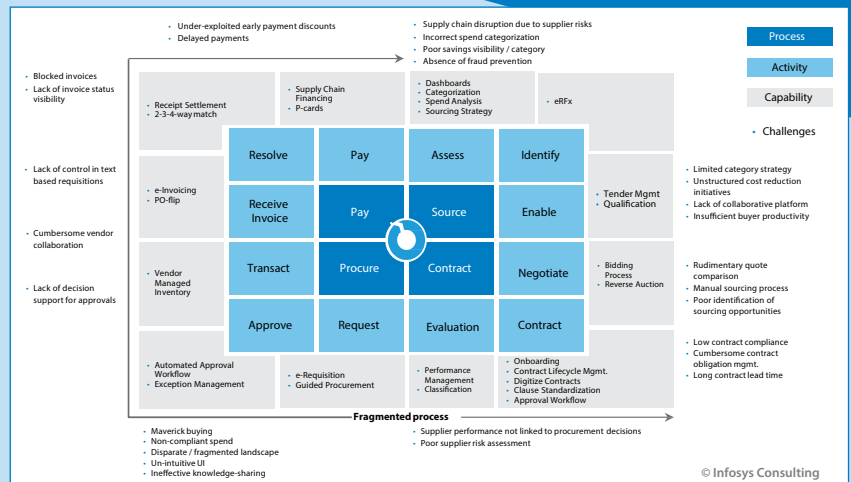 • Under-exploited early payment discounts
• Delayed payments
• Supply chain disruption due to supplier risks
• Incorrect spend categorization
• Poor savings visibility / category
• Absence of fraud prevention
Process
Activity
Capability
• Challenges
• Blocked invoices
• Lack of invoice status
visibility
• Lack of control in text
based requisitions
• Cumbersome vendor
collaboration
• Lack of decision
support for approvals
• Receipt Settlement
• 2-3-4-way match
• Supply Chain
Financing
• P-cards
• Dashboards
• Categorization
• Spend Analysis
• Sourcing Strategy
• eRFx
Resolve
Pay
Assess
Identify
• e-Invoicing
• PO-flip
Receive
Invoice
Pay
Source
Enable
• Tender Mgmt
• Qualification
• Vendor
Managed
Inventory
Transact
Procure
Contract
Negotiate
• Bidding
Process
• Reverse Auction
Approve
Request
Evaluation
Contract
• Automated Approval
Workflow
• Exception Management
• e-Requisition
• Guided Procurement
• Performance
Management
• Classification
• Onboarding
• Contract Lifecycle Mgmt.
• Digitize Contracts
• Clause Standardization
• Approval Workflow
• Limited category strategy
• Unstructured cost reduction
initiatives
• Lack of collaborative platform
• Insufficient buyer productivity
• Rudimentary quote
comparison
• Manual sourcing process
• Poor identification of
sourcing opportunities
• Low contract compliance
• Cumbersome contract
obligation mgmt.
• Long contract lead time
Fragmented process
• Maverick buying
• Non-compliant spend
• Disparate / fragmented landscape
• Un-intuitive UI
• Ineffective knowledge-sharing
• Supplier performance not linked to procurement decisions
• Poor supplier risk assessment
© Infosys Consulting